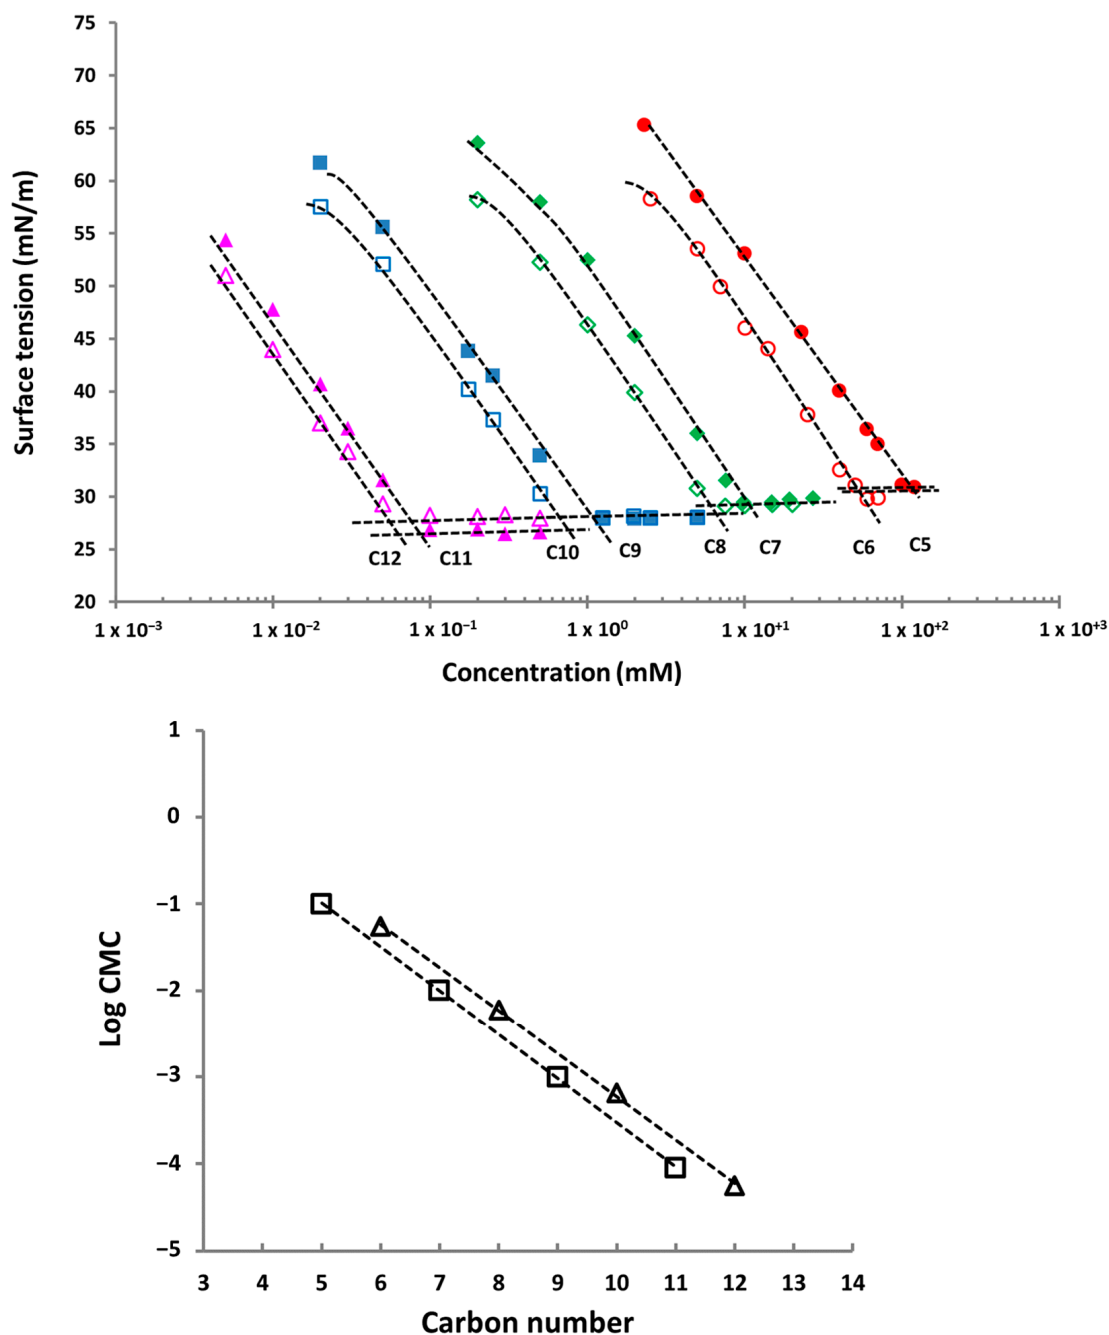 75
70
65
60
55
50
45
40
35
30
25
20
Surface tension (mN/m)
C12
C11
C10
C9
C8
C7
C6
C5
1 x 10⁻³
1 x 10⁻²
1 x 10⁻¹
1 x 10⁰
1 x 10⁺¹
1 x 10⁺²
1 x 10⁺³
Concentration (mM)
1
0
−1
−2
−3
−4
−5
Log CMC
3 4 5 6 7 8 9 10 11 12 13 14
Carbon number